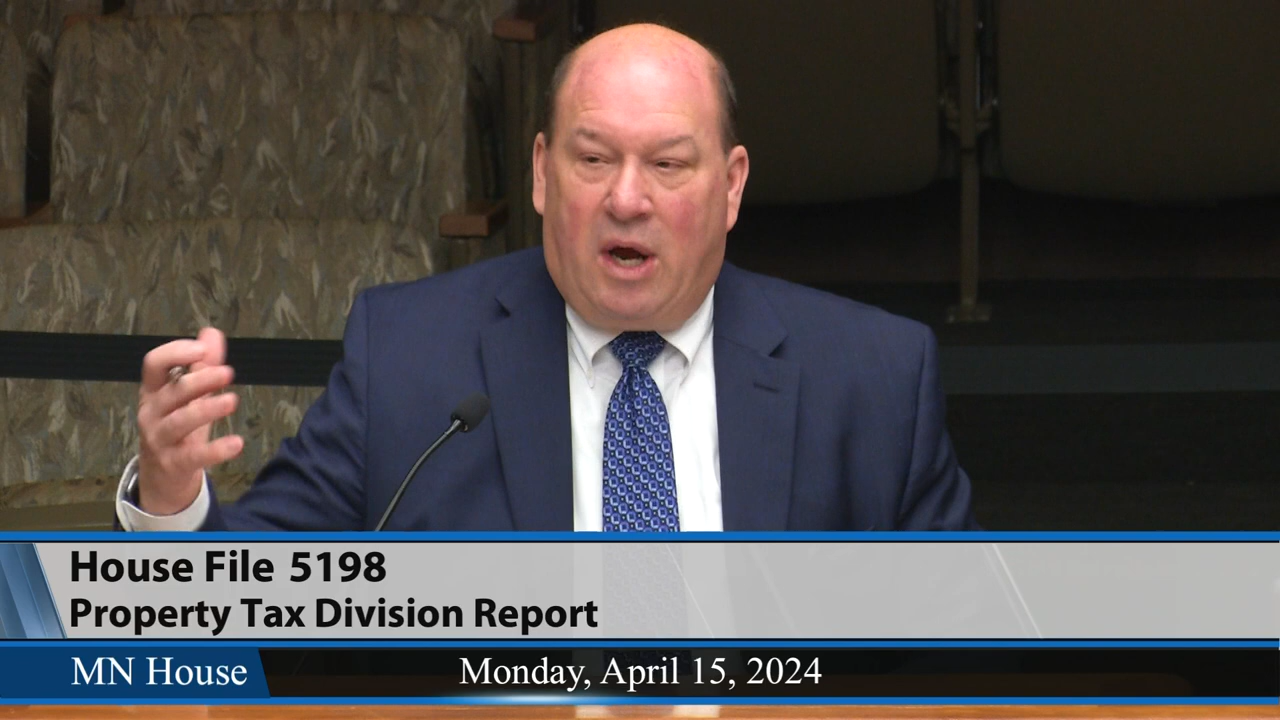 House File 5198
Property Tax Division Report
MN House
Monday, April 15, 2024